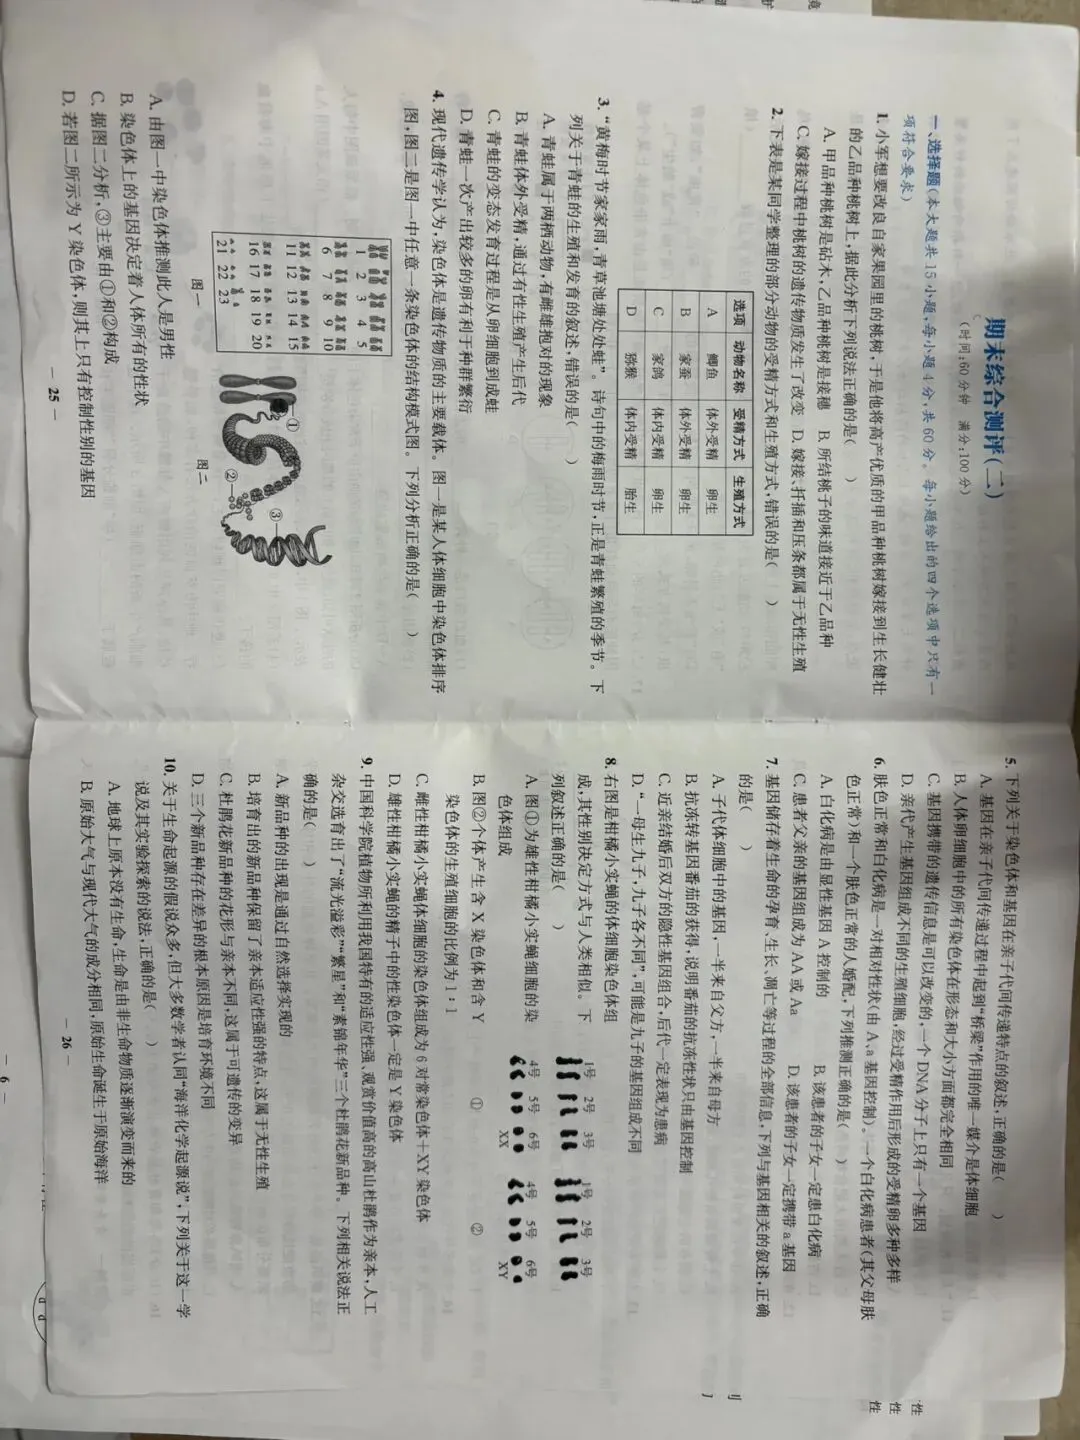 期末综合测评(二)
(时间:60分钟 满分:100分)
一、选择题(本大题共15小题,每小题4分,共60分。每小题给出的四个选项中只有一
项符合要求)
1. 小军想要改良自家果园里的桃树,于是他将高产优质的甲品种桃树嫁接到生长健壮
的乙品种桃树上,据此分析下列说法正确的是( )
A. 甲品种桃树是砧木,乙品种桃树是接穗 B. 所结桃子的味道接近于乙品种
C. 嫁接过程中桃树的遗传物质发生了改变 D. 嫁接、扦插和压条都属于无性生殖
2. 下表是某同学整理的部分动物的受精方式和生殖方式,错误的是( )
选项 动物名称 受精方式 生殖方式
A 鲫鱼 体外受精 卵生
B 家蚕 体外受精 卵生
C 家鸽 体内受精 卵生
D 猕猴 体内受精 胎生
3. “黄梅时节家家雨,青草池塘处处蛙”。诗句中的梅雨时节,正是青蛙繁殖的季节。下
列关于青蛙的生殖和发育的叙述,错误的是( )
A. 青蛙属于两栖动物,有雌雄抱对的现象
B. 青蛙体外受精,通过有性生殖产生后代
C. 青蛙的变态发育过程是从卵细胞到成蛙
D. 青蛙一次产出较多的卵有利于种群繁衍
4. 现代遗传学认为,染色体是遗传物质的主要载体。图一是某人体细胞中染色体排序
图,图二是图一中任意一条染色体的结构模式图。下列分析正确的是( )
1 2 3 4 5
6 7 8 9 10
11 12 13 14 15
16 17 18 19 20
21 22 23
图一
①
②
③
图二
A. 由图一中染色体推测此人是男性
B. 染色体上的基因决定着人体所有的性状
C. 据图二分析,③主要由①和②构成
D. 若图二所示为Y染色体,则其上只有控制性别的基因
— 25 —
5. 下列关于染色体和基因在亲子代间传递特点的叙述,正确的是( )
A. 基因在亲子代间传递过程中起到“桥梁”作用的唯一媒介是体细胞
B. 人体卵细胞中的所有染色体在形态和大小方面都完全相同
C. 基因携带的遗传信息是可以改变的,一个DNA分子上只有一个基因
D. 亲代产生基因组成不同的生殖细胞,经过受精作用后形成的受精卵多种多样
6. 肤色正常和白化病是一对相对性状(由A、a基因控制)。一个白化病患者(其父母肤
色正常)和一个肤色正常的人婚配,下列推测正确的是( )
A. 白化病是由显性基因A控制的 B. 该患者的子女一定患白化病
C. 患者父亲的基因组成为AA或Aa D. 该患者的子女一定携带a基因
7. 基因储存着生命的孕育、生长、凋亡等过程的全部信息,下列与基因相关的叙述,正确
的是( )
A. 子代体细胞中的基因,一半来自父方,一半来自母方
B. 抗冻转基因番茄的获得,说明番茄的抗冻性状只由基因控制
C. 近亲结婚后双方的隐性基因组合,后代一定表现为患病
D. “一母生九子,九子各不同”,可能是九子的基因组成不同
8. 右图是柑橘小实蝇的体细胞染色体组
成,其性别决定方式与人类相似。下
列叙述正确的是( )
A. 图①为雄性柑橘小实蝇细胞的染
色体组成
B. 图②个体产生含X染色体和含Y
染色体的生殖细胞的比例为1:1
C. 雌性柑橘小实蝇体细胞的染色体组成为6对常染色体+XY染色体
D. 雄性柑橘小实蝇的精子中的性染色体一定是Y染色体
1号 2号 3号 1号 2号 3号
4号 5号 6号 4号 5号 6号
XX XY
① ②
9. 中国科学院植物所利用我国特有的适应性强、观赏价值高的高山杜鹃作为亲本,人工
杂交选育出了“流光溢彩”“繁星”和“素锦年华”三个杜鹃花新品种。下列相关说法正
确的是( )
A. 新品种的出现是通过自然选择实现的
B. 培育出的新品种保留了亲本适应性强的特点,这属于无性生殖
C. 杜鹃花新品种的花形与亲本不同,这属于可遗传的变异
D. 三个新品种存在差异的根本原因是培育环境不同
10. 关于生命起源的假说众多,但大多数学者认同“海洋化学起源说”,下列关于这一学
说及其实验探索的说法,正确的是( )
A. 地球上原本没有生命,生命是由非生命物质逐渐演变而来的
B. 原始大气与现代大气的成分相同,原始生命诞生于原始海洋
— 26 —
性
性
性
— 6 —